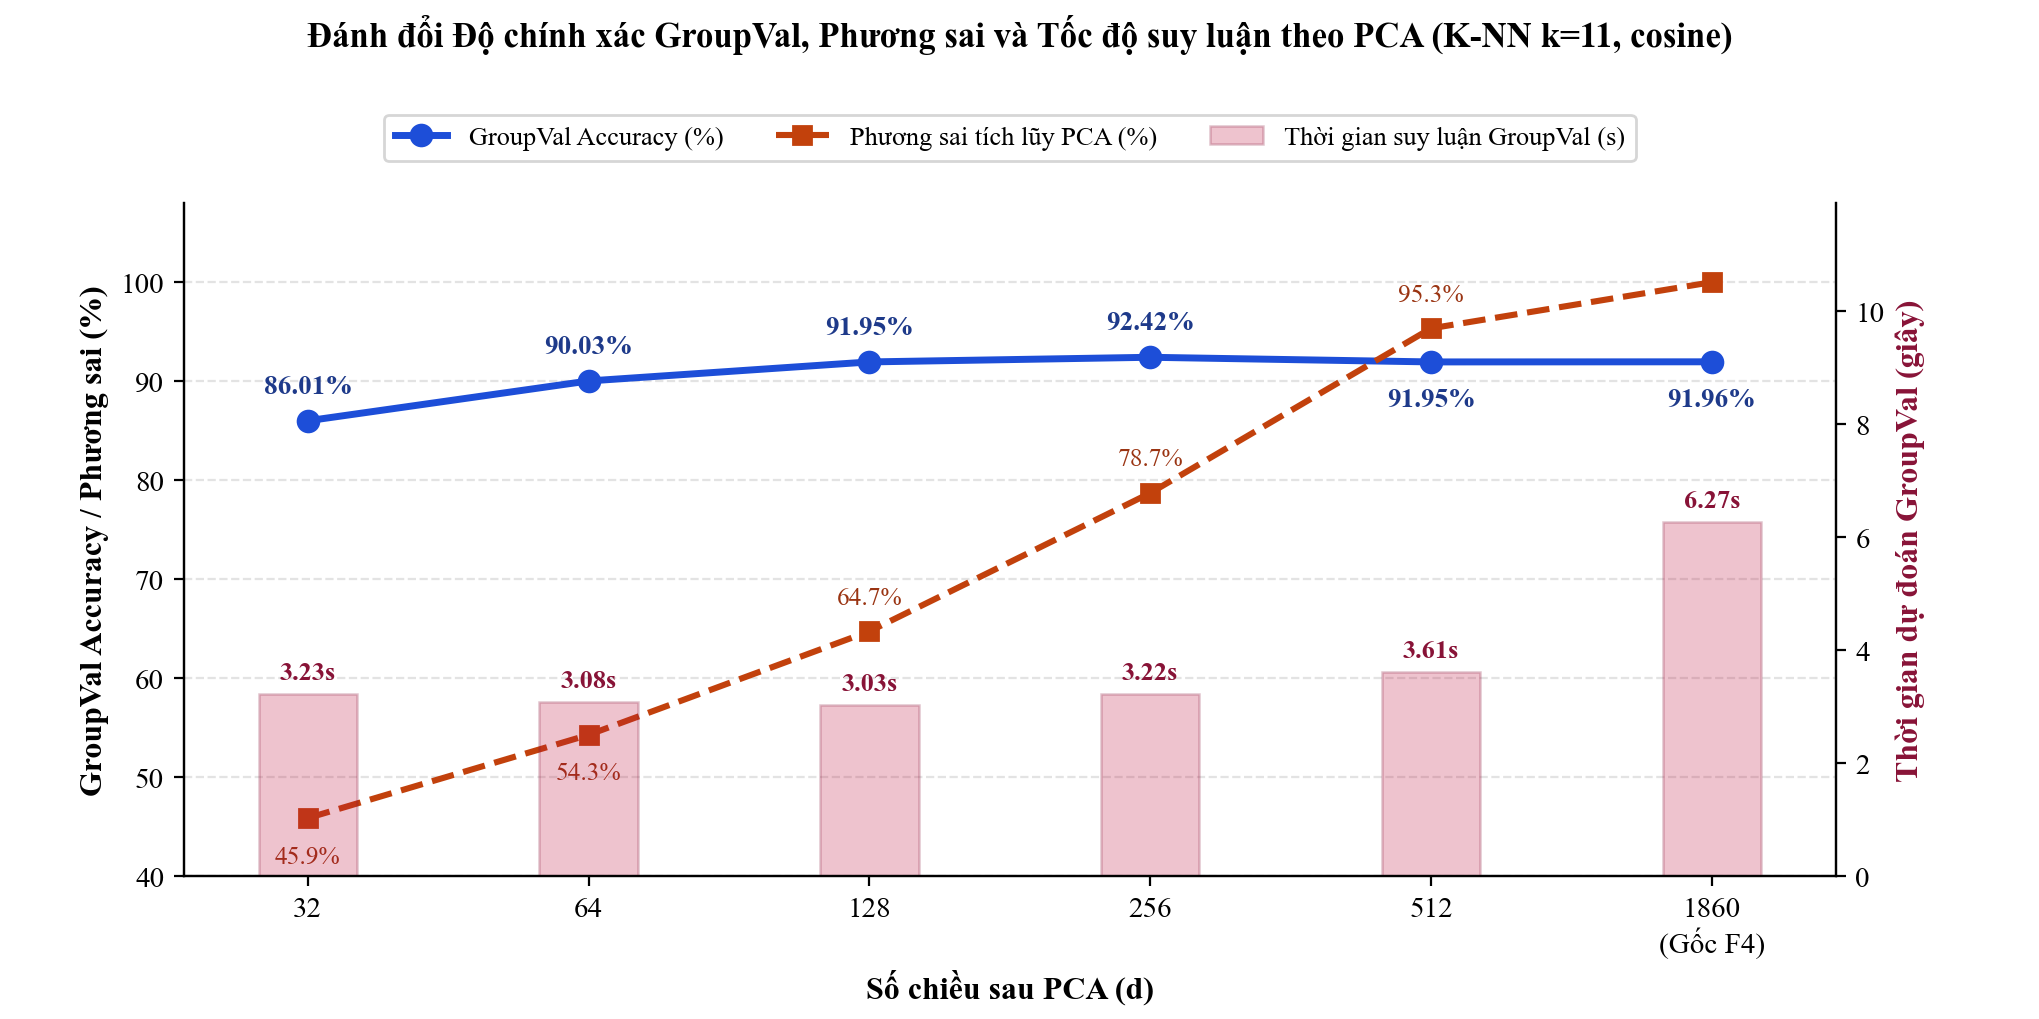 Đánh đổi Độ chính xác GroupVal, Phương sai và Tốc độ suy luận theo PCA (K-NN k=11, cosine)
GroupVal Accuracy (%)
Phương sai tích lũy PCA (%)
Thời gian suy luận GroupVal (s)
GroupVal Accuracy / Phương sai (%)
100
90
80
70
60
50
40
86.01%
90.03%
91.95%
92.42%
91.95%
91.96%
45.9%
54.3%
64.7%
78.7%
95.3%
3.23s
3.08s
3.03s
3.22s
3.61s
6.27s
10
8
6
4
2
0
Thời gian dự đoán GroupVal (giây)
32
64
128
256
512
1860
(Gốc F4)
Số chiều sau PCA (d)